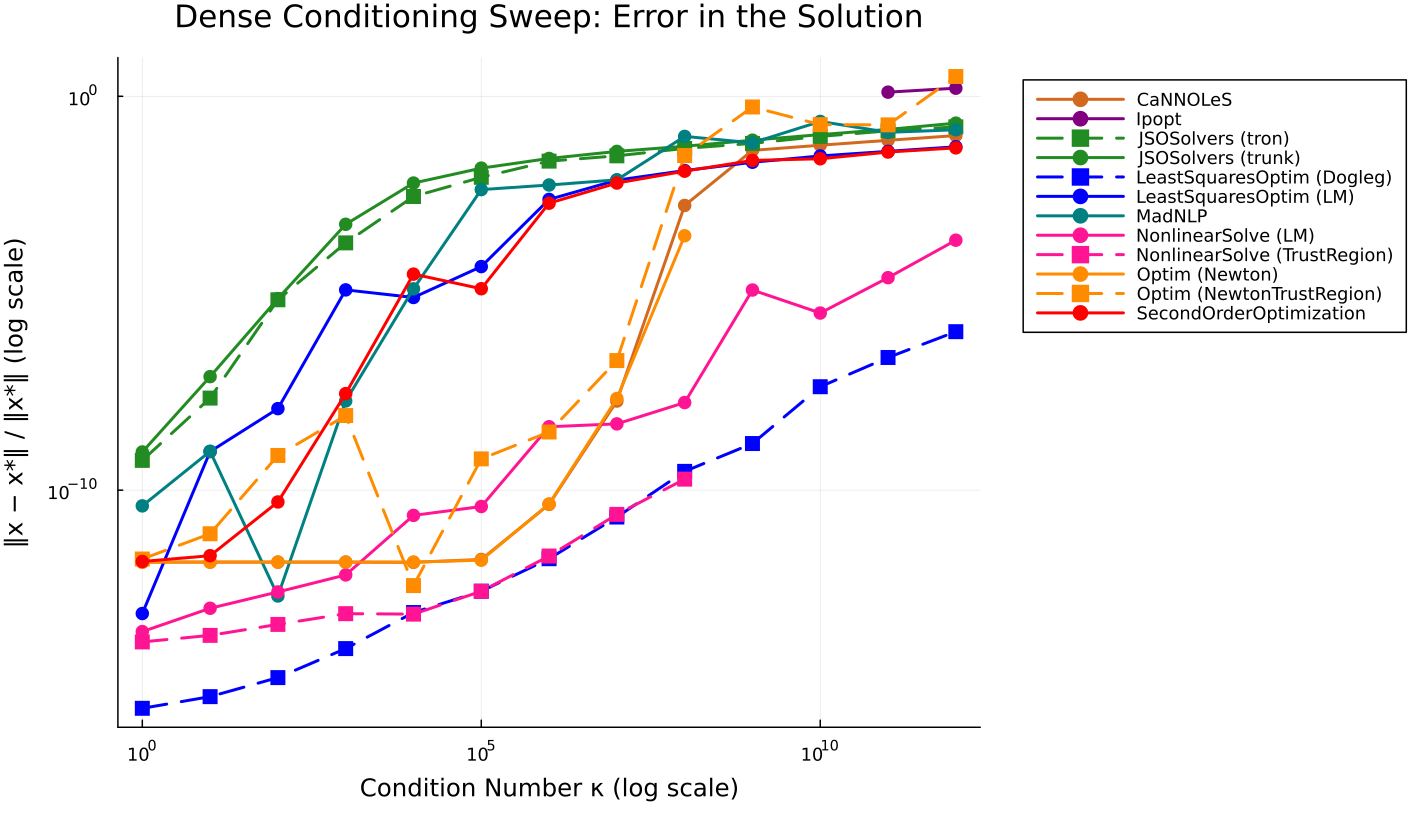 Dense Conditioning Sweep: Error in the Solution
‖x − x*‖ / ‖x*‖ (log scale)
10⁰
10⁻¹⁰
10⁰
10⁵
10¹⁰
Condition Number κ (log scale)
CaNNOLeS
Ipopt
JSOSolvers (tron)
JSOSolvers (trunk)
LeastSquaresOptim (Dogleg)
LeastSquaresOptim (LM)
MadNLP
NonlinearSolve (LM)
NonlinearSolve (TrustRegion)
Optim (Newton)
Optim (NewtonTrustRegion)
SecondOrderOptimization